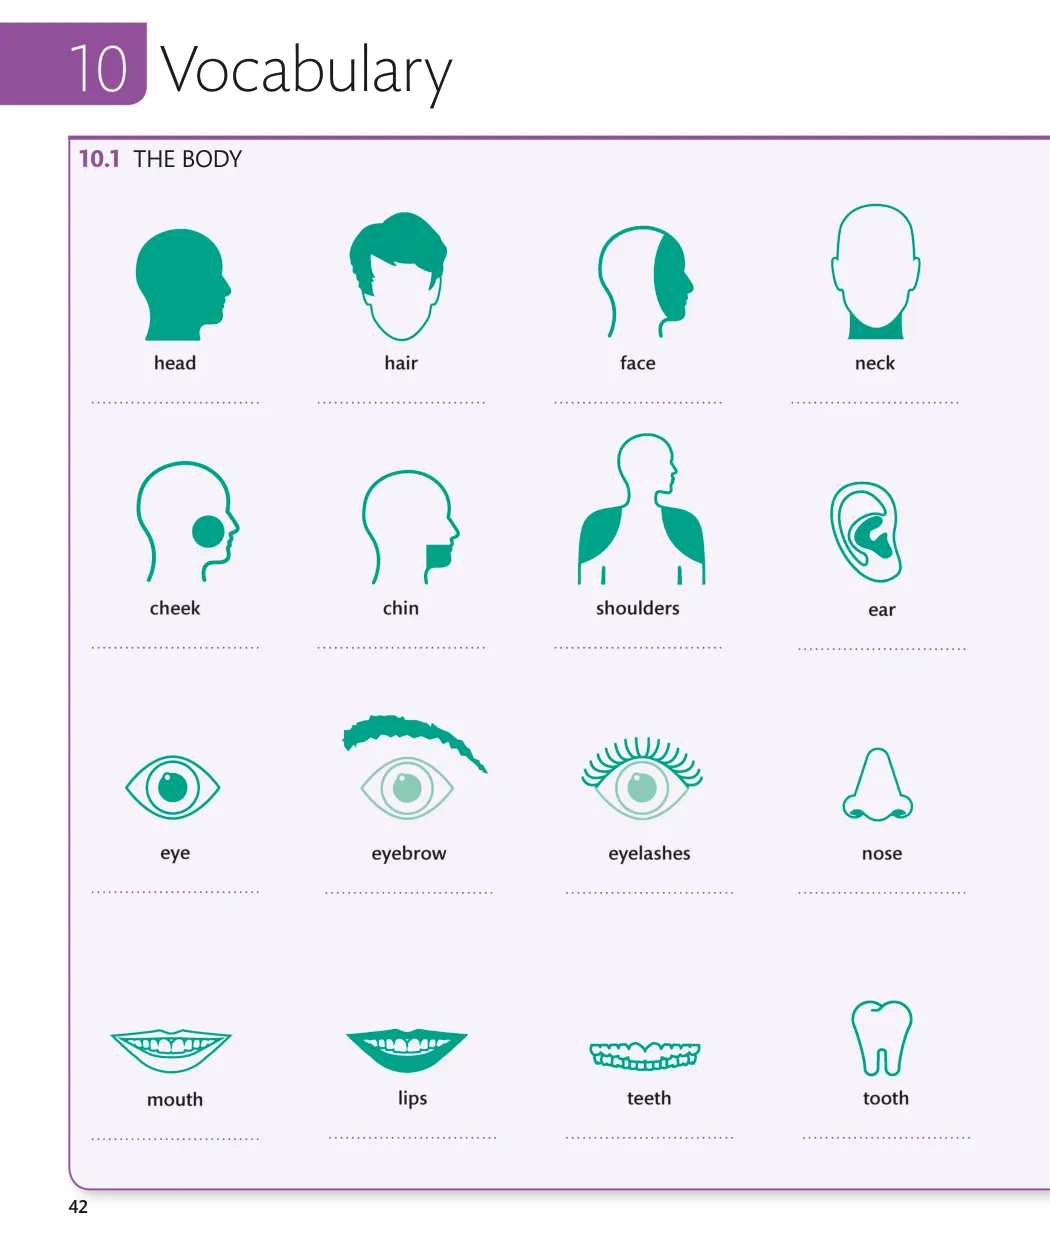 10 Vocabulary
10.1 THE BODY
head hair face neck
cheek chin shoulders ear
eye eyebrow eyelashes nose
mouth lips teeth tooth
42